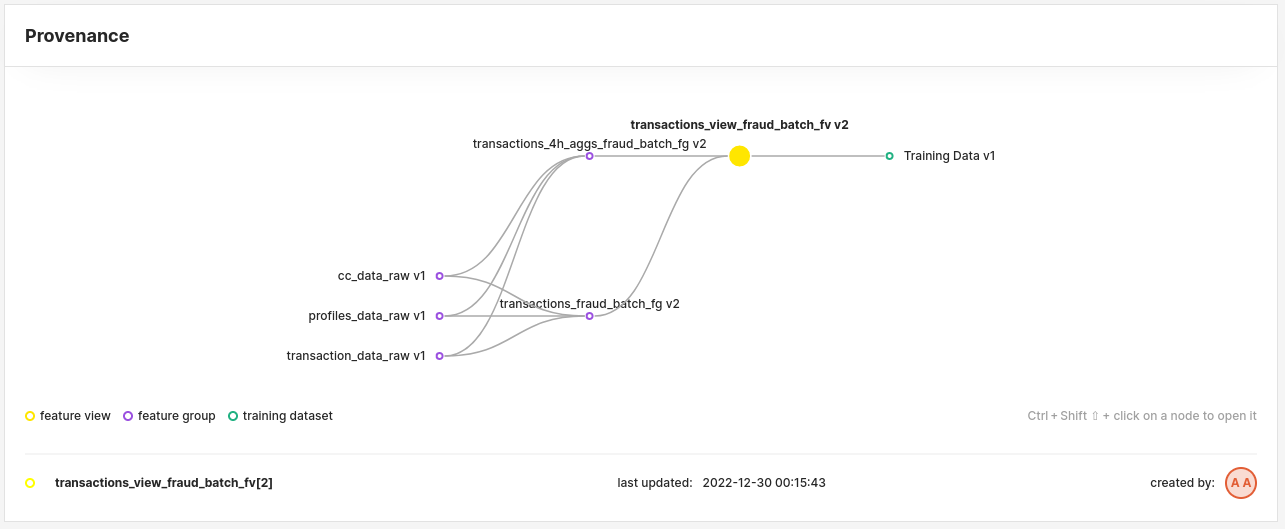 Provenance
transactions_view_fraud_batch_fv v2
transactions_4h_aggs_fraud_batch_fg v2
Training Data v1
cc_data_raw v1
transactions_fraud_batch_fg v2
profiles_data_raw v1
transaction_data_raw v1
feature view feature group training dataset
Ctrl + Shift ⇧ + click on a node to open it
transactions_view_fraud_batch_fv[2] last updated: 2022-12-30 00:15:43 created by: A A